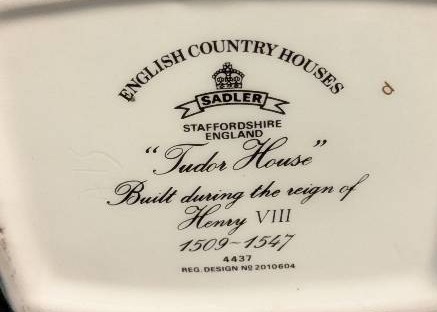 ENGLISH COUNTRY HOUSES
SADLER
STAFFORDSHIRE
ENGLAND
"Tudor House"
Built during the reign of
Henry VIII
1509~1547
4437
REG. DESIGN Nº 2010604
d